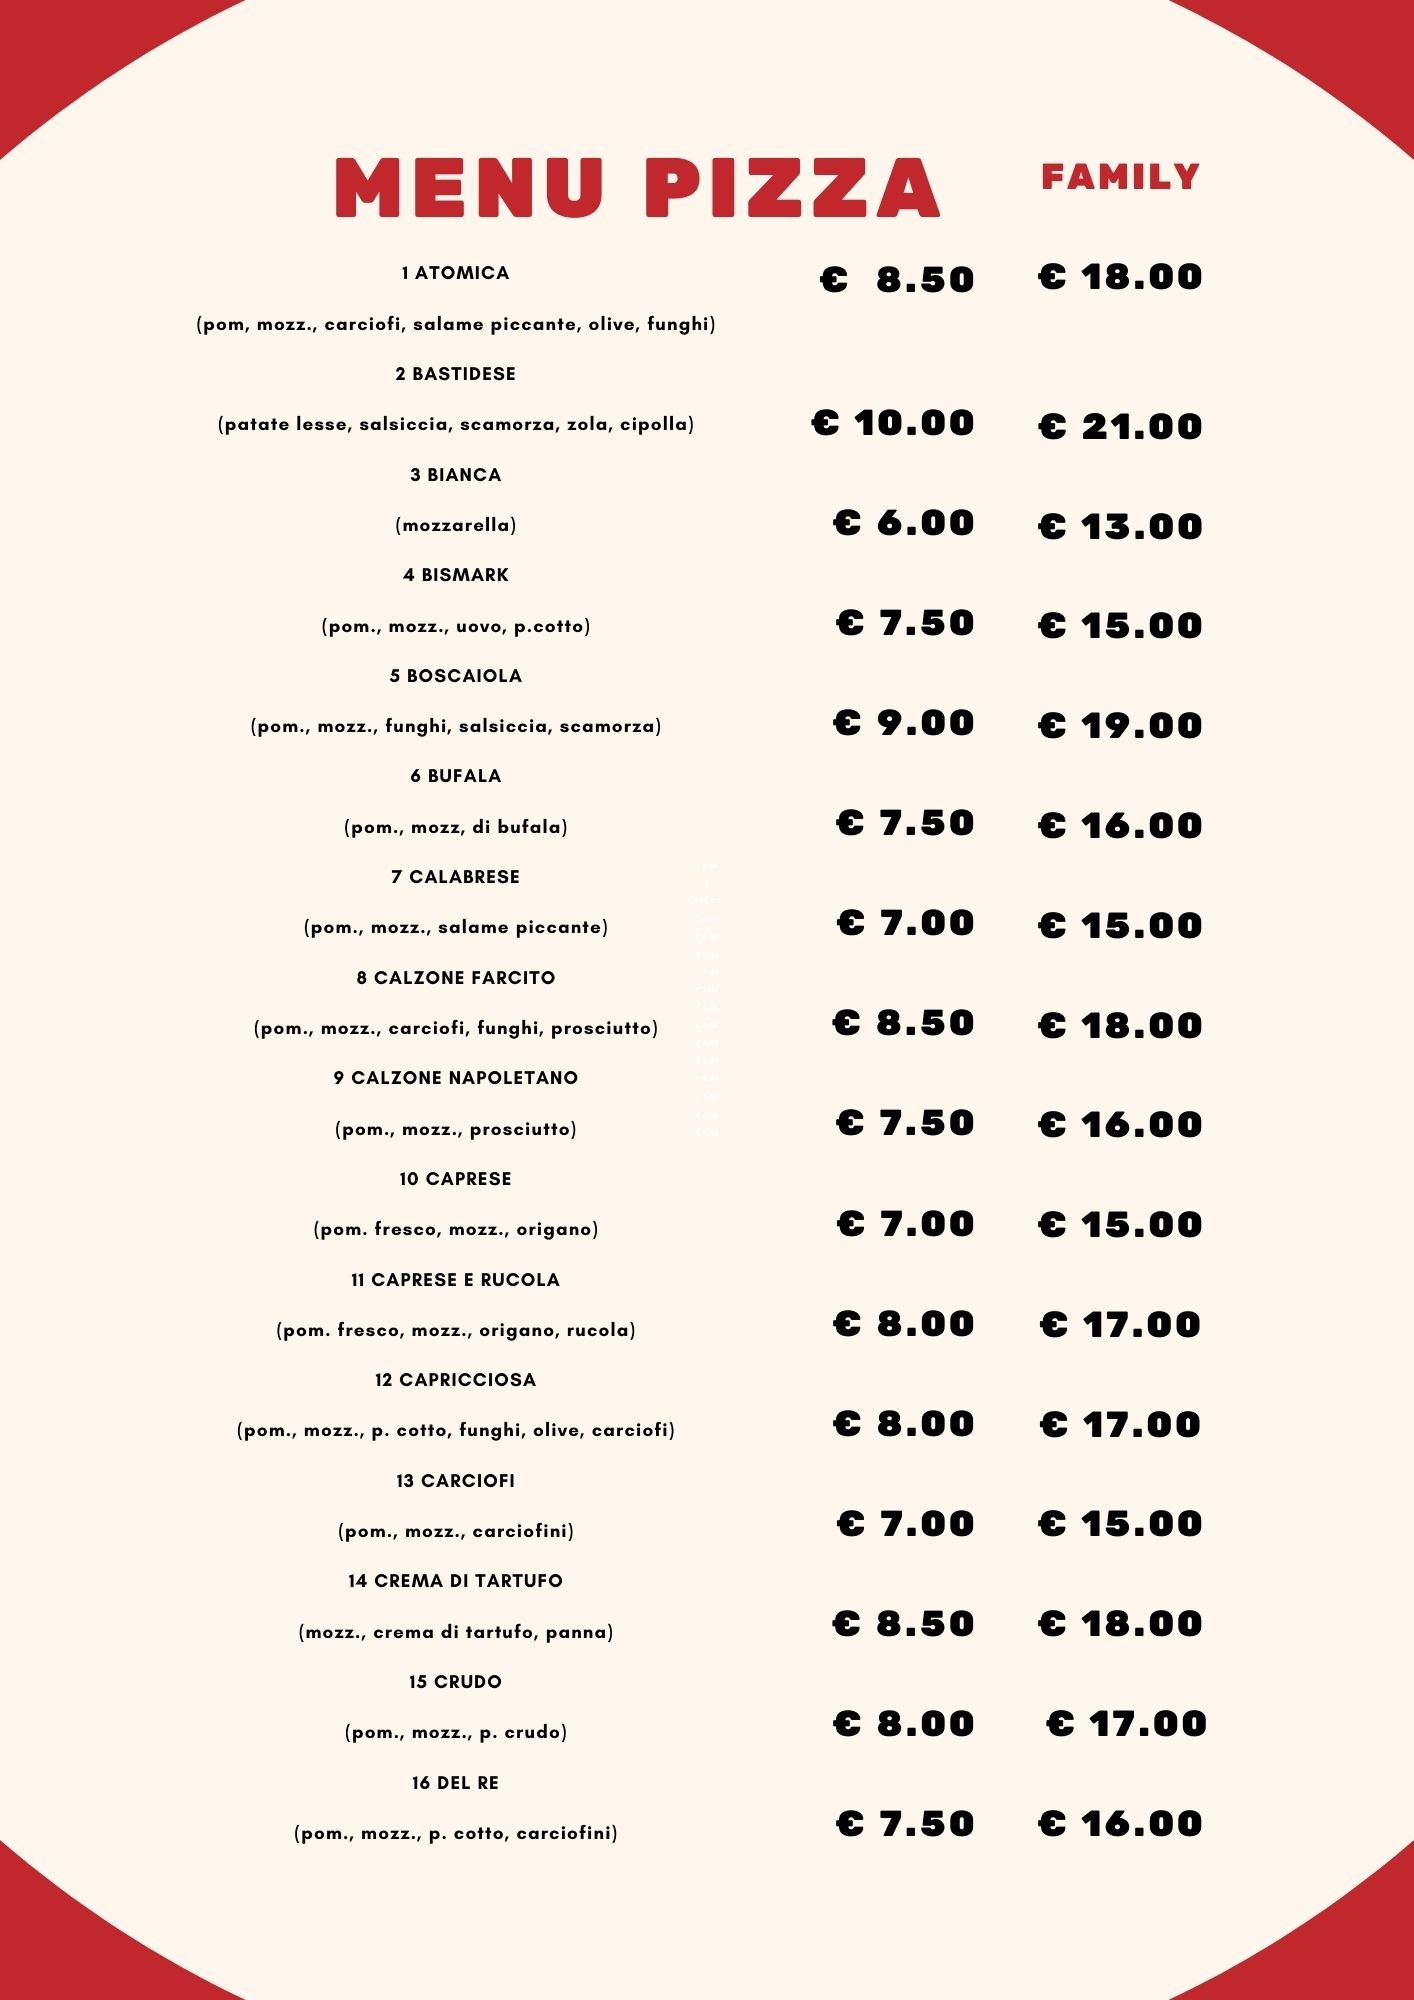 MENU PIZZA FAMILY
1 ATOMICA € 8.50 € 18.00
(pom, mozz., carciofi, salame piccante, olive, funghi)
2 BASTIDESE
(patate lesse, salsiccia, scamorza, zola, cipolla) € 10.00 € 21.00
3 BIANCA
(mozzarella) € 6.00 € 13.00
4 BISMARK
(pom., mozz., uovo, p.cotto) € 7.50 € 15.00
5 BOSCAIOLA
(pom., mozz., funghi, salsiccia, scamorza) € 9.00 € 19.00
6 BUFALA
(pom., mozz, di bufala) € 7.50 € 16.00
7 CALABRESE
(pom., mozz., salame piccante) € 7.00 € 15.00
8 CALZONE FARCITO
(pom., mozz., carciofi, funghi, prosciutto) € 8.50 € 18.00
9 CALZONE NAPOLETANO
(pom., mozz., prosciutto) € 7.50 € 16.00
10 CAPRESE
(pom. fresco, mozz., origano) € 7.00 € 15.00
11 CAPRESE E RUCOLA
(pom. fresco, mozz., origano, rucola) € 8.00 € 17.00
12 CAPRICCIOSA
(pom., mozz., p. cotto, funghi, olive, carciofi) € 8.00 € 17.00
13 CARCIOFI
(pom., mozz., carciofini) € 7.00 € 15.00
14 CREMA DI TARTUFO
(mozz., crema di tartufo, panna) € 8.50 € 18.00
15 CRUDO
(pom., mozz., p. crudo) € 8.00 € 17.00
16 DEL RE
(pom., mozz., p. cotto, carciofini) € 7.50 € 16.00